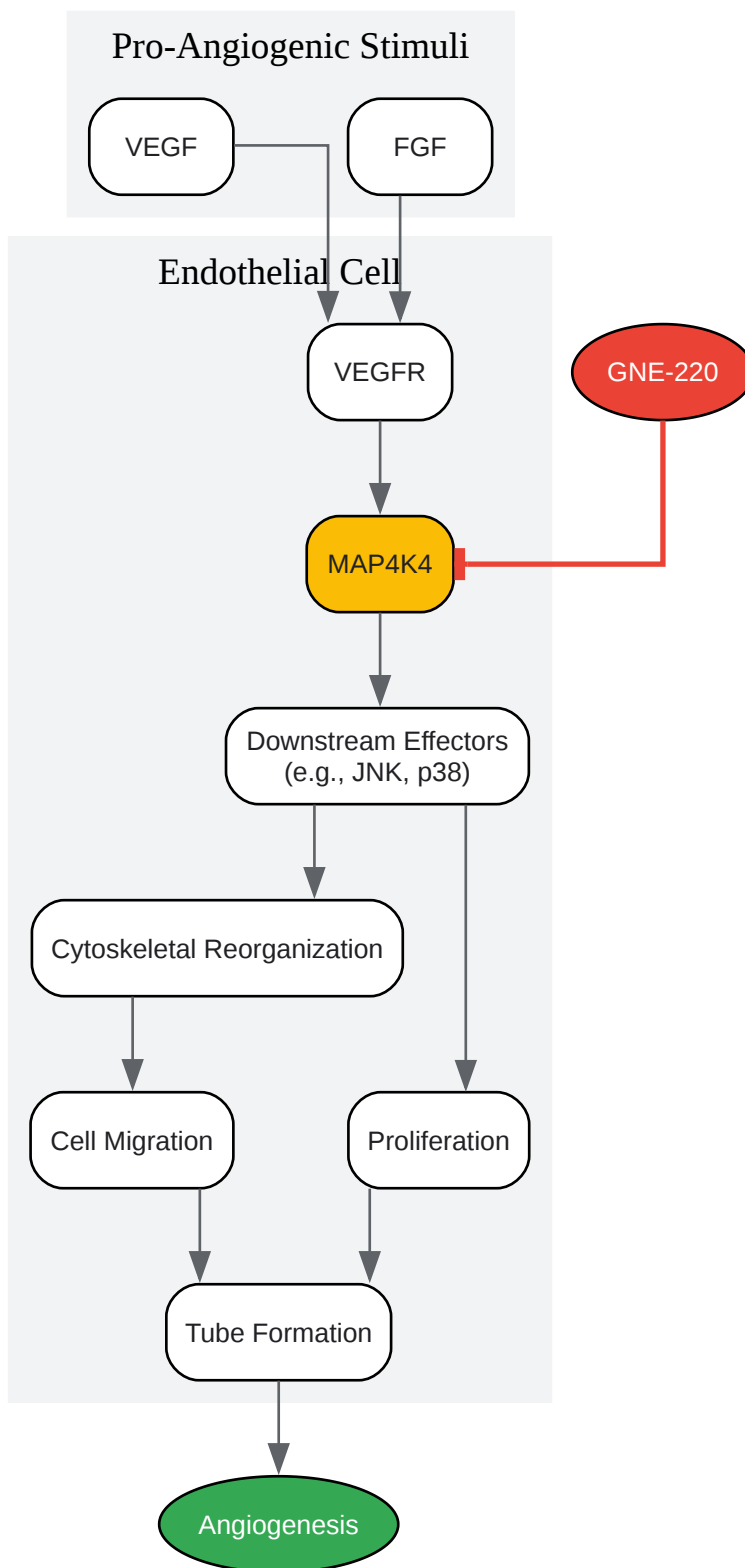 Pro-Angiogenic Stimuli
VEGF
FGF
Endothelial Cell
VEGFR
GNE-220
MAP4K4
Downstream Effectors
(e.g., JNK, p38)
Cytoskeletal Reorganization
Cell Migration
Proliferation
Tube Formation
Angiogenesis